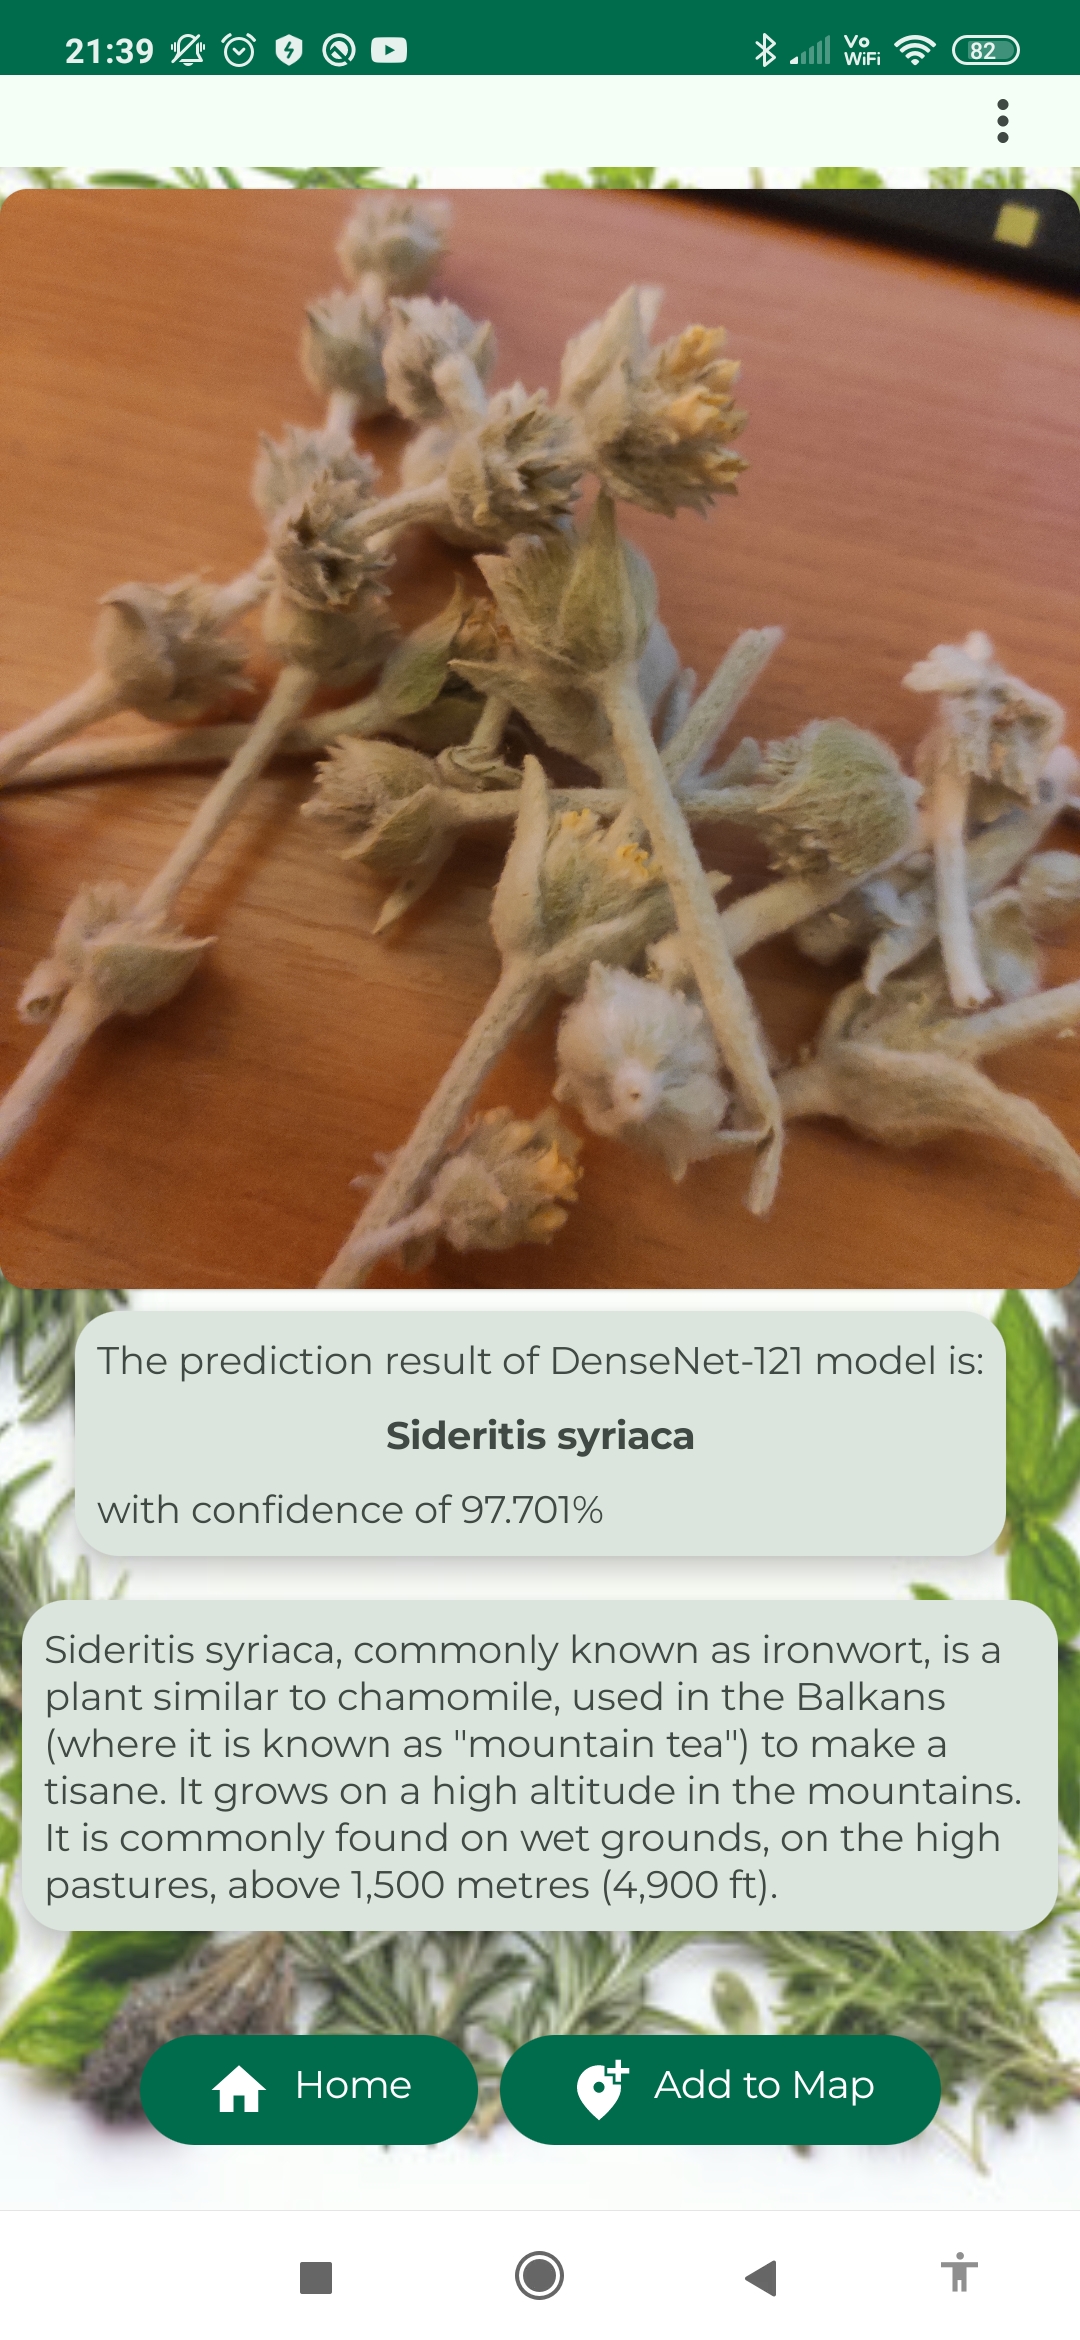 21:39
Vo
WiFi
82
The prediction result of DenseNet-121 model is:
Sideritis syriaca
with confidence of 97.701%
Sideritis syriaca, commonly known as ironwort, is a
plant similar to chamomile, used in the Balkans
(where it is known as "mountain tea") to make a
tisane. It grows on a high altitude in the mountains.
It is commonly found on wet grounds, on the high
pastures, above 1,500 metres (4,900 ft).
Home
Add to Map